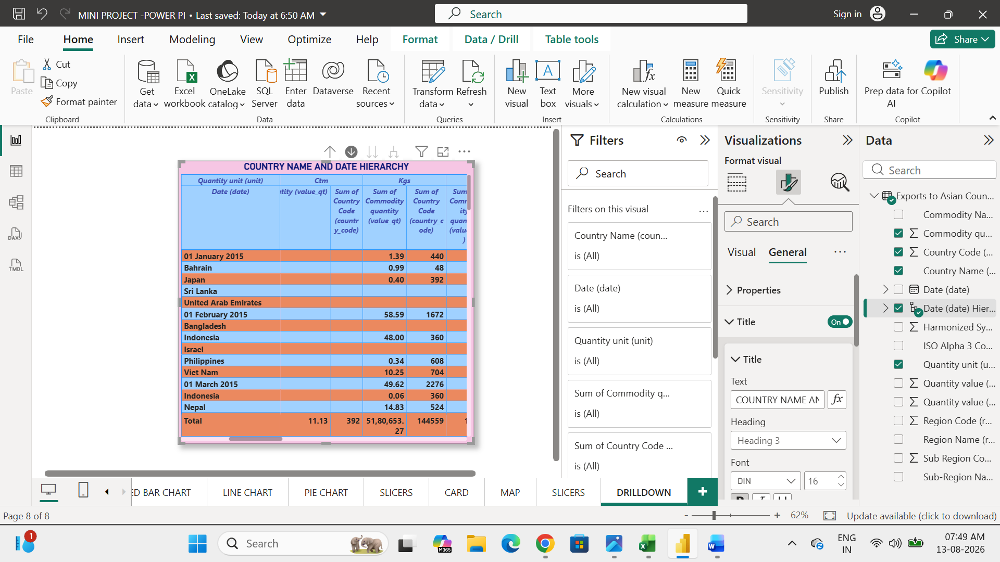 MINI PROJECT -POWER PI • Last saved: Today at 6:50 AM
Search
Sign in
File
Home
Insert
Modeling
View
Optimize
Help
Format
Data / Drill
Table tools
Share
Paste
Cut
Copy
Format painter
Clipboard
Get data
Excel workbook
OneLake catalog
SQL Server
Enter data
Dataverse
Recent sources
Data
Transform data
Refresh
Queries
New visual
Text box
More visuals
Insert
New visual calculation
New measure
Quick measure
Calculations
Sensitivity
Sensitivity
Publish
Share
Prep data for AI
Copilot
Copilot
DAX
TMDL
COUNTRY NAME AND DATE HIERARCHY
Quantity unit (unit) Ctm Kgs
Date (date) tity (value_qt) Sum of Country Code (countr y_code) Sum of Commodity quantity (value_qt) Sum of Country Code (country_c ode) Sum Comr ity quan (valu )
01 January 2015 1.39 440
Bahrain 0.99 48
Japan 0.40 392
Sri Lanka
United Arab Emirates
01 February 2015 58.59 1672
Bangladesh
Indonesia 48.00 360
Israel
Philippines 0.34 608
Viet Nam 10.25 704
01 March 2015 49.62 2276
Indonesia 0.06 360
Nepal 14.83 524
Total 11.13 392 51,80,653. 27 144559 1
Filters
Search
Filters on this visual
Country Name (coun...
is (All)
Date (date)
is (All)
Quantity unit (unit)
is (All)
Sum of Commodity q...
is (All)
Sum of Country Code ...
is (All)
Visualizations
Format visual
Search
Visual
General
Properties
Title
On
Title
Text
COUNTRY NAME AN
fx
Heading
Heading 3
Font
DIN
16
Data
Search
Exports to Asian Coun...
Commodity Na...
Commodity qu...
Country Code (...
Country Name (...
Date (date)
Date (date) Hier...
Harmonized Sy...
ISO Alpha 3 Co...
Quantity unit (u...
Quantity value (...
Quantity value (...
Region Code (r...
Region Name (r...
Sub Region Co...
Sub-Region Na...
ED BAR CHART
LINE CHART
PIE CHART
SLICERS
CARD
MAP
SLICERS
DRILLDOWN
+
Page 8 of 8
- + 62%
Update available (click to download)
1
Search
M365
ENG
IN
07:49 AM
13-08-2026